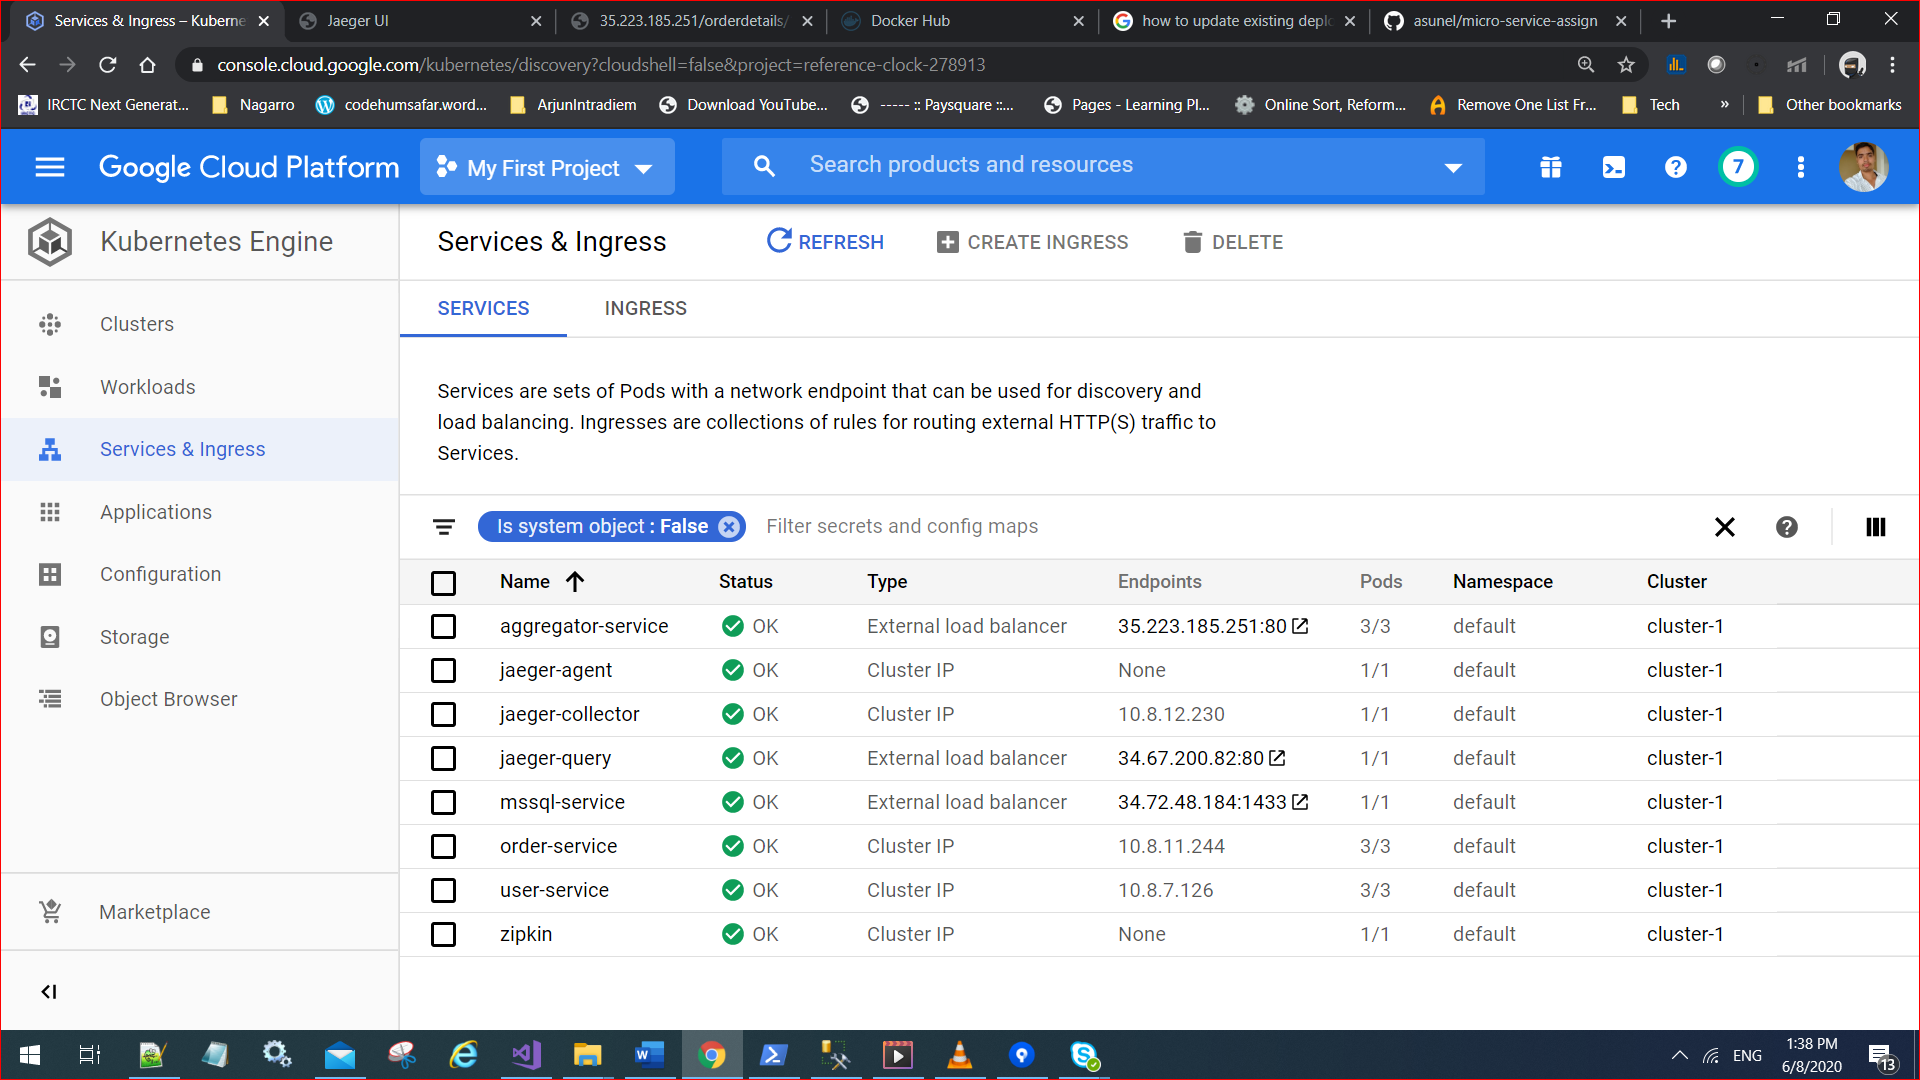 Services & Ingress – Kuberne
Jaeger UI
35.223.185.251/orderdetails/
Docker Hub
how to update existing deplo
asunel/micro-service-assign
console.cloud.google.com/kubernetes/discovery?cloudshell=false&project=reference-clock-278913
IRCTC Next Generat...
Nagarro
codehumsafar.word...
ArjunIntradiem
Download YouTube...
----- :: Paysquare ::...
Pages - Learning Pl...
Online Sort, Reform...
Remove One List Fr...
Tech
»
Other bookmarks
Google Cloud Platform
My First Project
Search products and resources
7
Kubernetes Engine
Services & Ingress
REFRESH
CREATE INGRESS
DELETE
Clusters
Workloads
Services & Ingress
Applications
Configuration
Storage
Object Browser
Marketplace
SERVICES
INGRESS
Services are sets of Pods with a network endpoint that can be used for discovery and
load balancing. Ingresses are collections of rules for routing external HTTP(S) traffic to
Services.
Is system object : False
Filter secrets and config maps
Name Status Type Endpoints Pods Namespace Cluster
aggregator-service OK External load balancer 35.223.185.251:80 3/3 default cluster-1
jaeger-agent OK Cluster IP None 1/1 default cluster-1
jaeger-collector OK Cluster IP 10.8.12.230 1/1 default cluster-1
jaeger-query OK External load balancer 34.67.200.82:80 1/1 default cluster-1
mssql-service OK External load balancer 34.72.48.184:1433 1/1 default cluster-1
order-service OK Cluster IP 10.8.11.244 3/3 default cluster-1
user-service OK Cluster IP 10.8.7.126 3/3 default cluster-1
zipkin OK Cluster IP None 1/1 default cluster-1
ENG
1:38 PM
6/8/2020
13